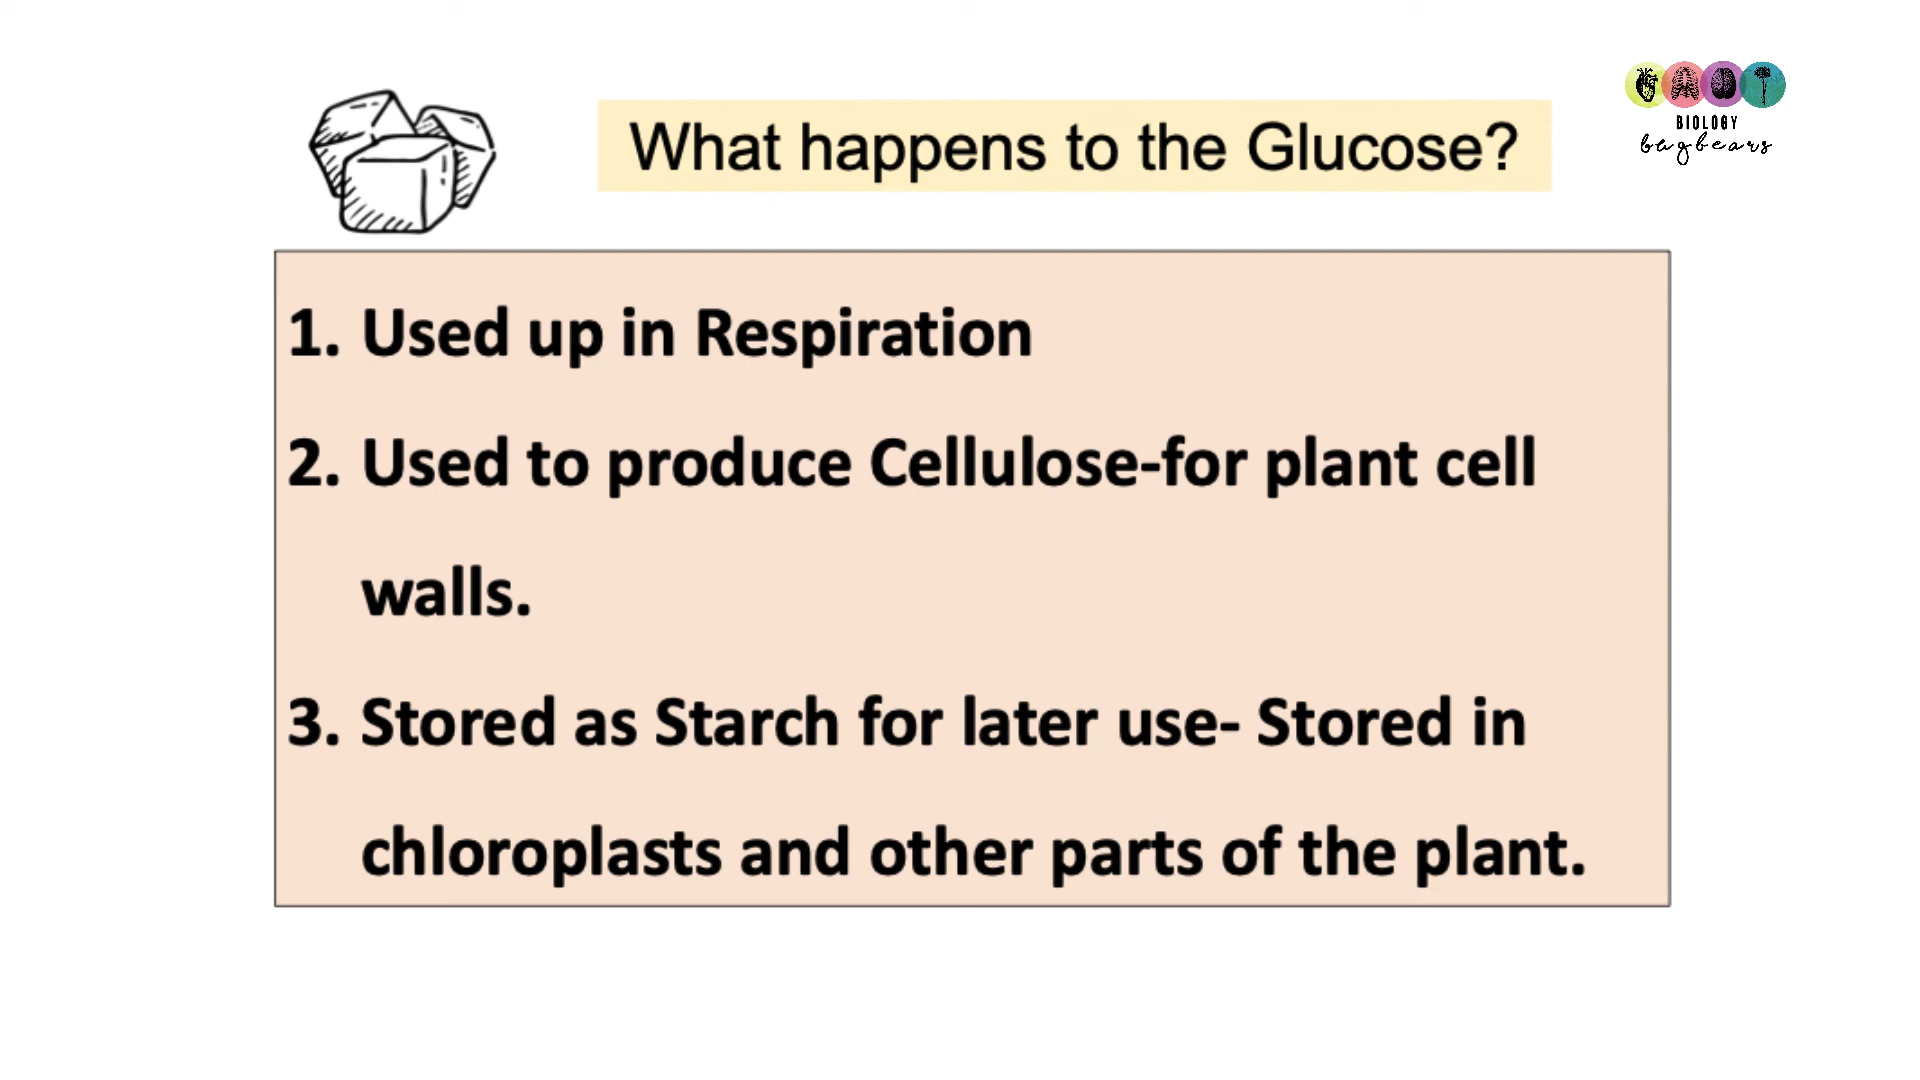 What happens to the Glucose?
BIOLOGY
bugbears
1. Used up in Respiration
2. Used to produce Cellulose-for plant cell
walls.
3. Stored as Starch for later use- Stored in
chloroplasts and other parts of the plant.